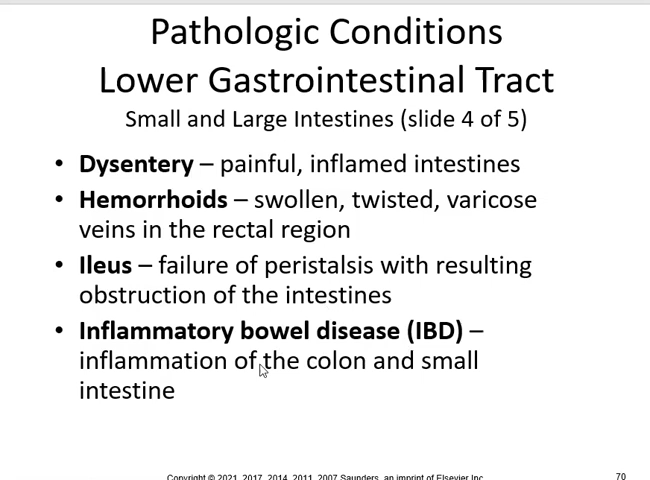 Pathologic Conditions
Lower Gastrointestinal Tract
Small and Large Intestines (slide 4 of 5)
• Dysentery – painful, inflamed intestines
• Hemorrhoids – swollen, twisted, varicose
veins in the rectal region
• Ileus – failure of peristalsis with resulting
obstruction of the intestines
• Inflammatory bowel disease (IBD) –
inflammation of the colon and small
intestine
Copyright © 2021, 2017, 2014, 2011, 2007 Saunders, an imprint of Elsevier Inc.
70